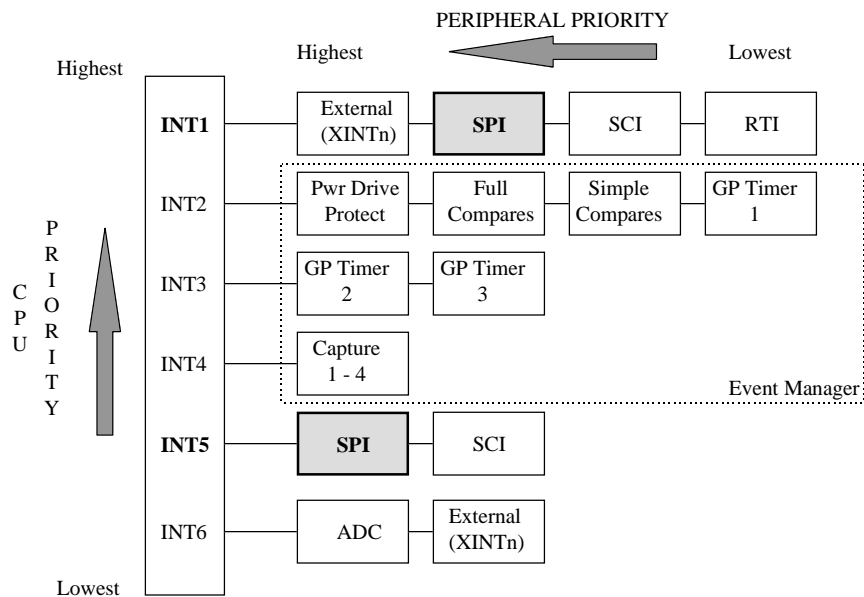 PERIPHERAL PRIORITY
Highest
Highest
Lowest
INT1
External
(XINTn)
SPI
SCI
RTI
INT2
Pwr Drive
Protect
Full
Compares
Simple
Compares
GP Timer
1
INT3
GP Timer
2
GP Timer
3
INT4
Capture
1 - 4
Event Manager
INT5
SPI
SCI
INT6
ADC
External
(XINTn)
Lowest
CPU
PRIORITY